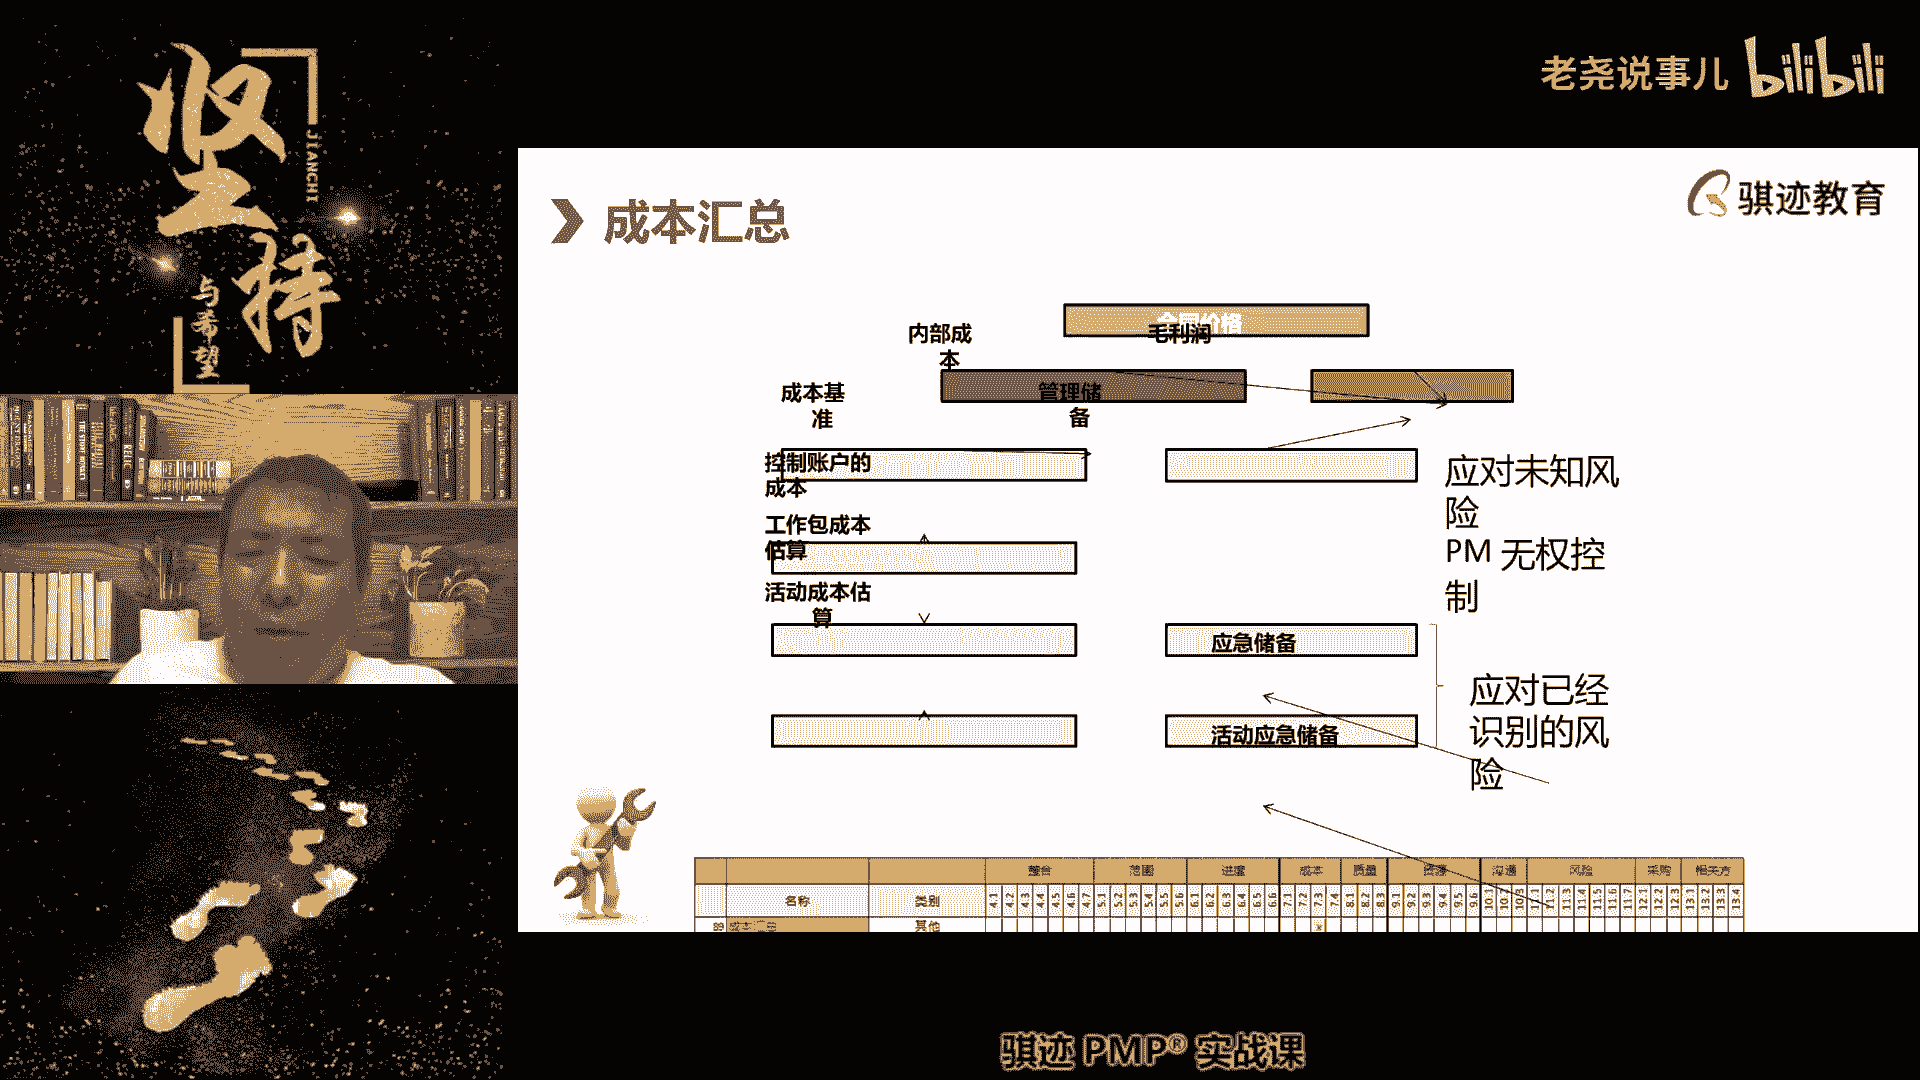 坚持
JIANCHI
与希望
老尧说事儿 bilibili
骐迹教育
成本汇总
合同价格
毛利润
内部成
本
成本基
准
管理储
备
控制账户的
成本
应对未知风
险
PM 无权控
制
工作包成本
估算
活动成本估
算
应急储备
应对已经
识别的风
险
活动应急储备
整合 范围 进度 成本 质量 资源 沟通 风险 采购 相关方
名称 类别 4.1 4.2 4.3 4.4 4.5 4.6 4.7 5.1 5.2 5.3 5.4 5.5 5.6 6.1 6.2 6.3 6.4 6.5 6.6 7.1 7.2 7.3 7.4 8.1 8.2 8.3 9.1 9.2 9.3 9.4 9.5 9.6 10.1 10.2 10.3 11.1 11.2 11.3 11.4 11.5 11.6 11.7 12.1 12.2 12.3 13.1 13.2 13.3 13.4
89 成本汇总 其他
骐迹 PMP® 实战课